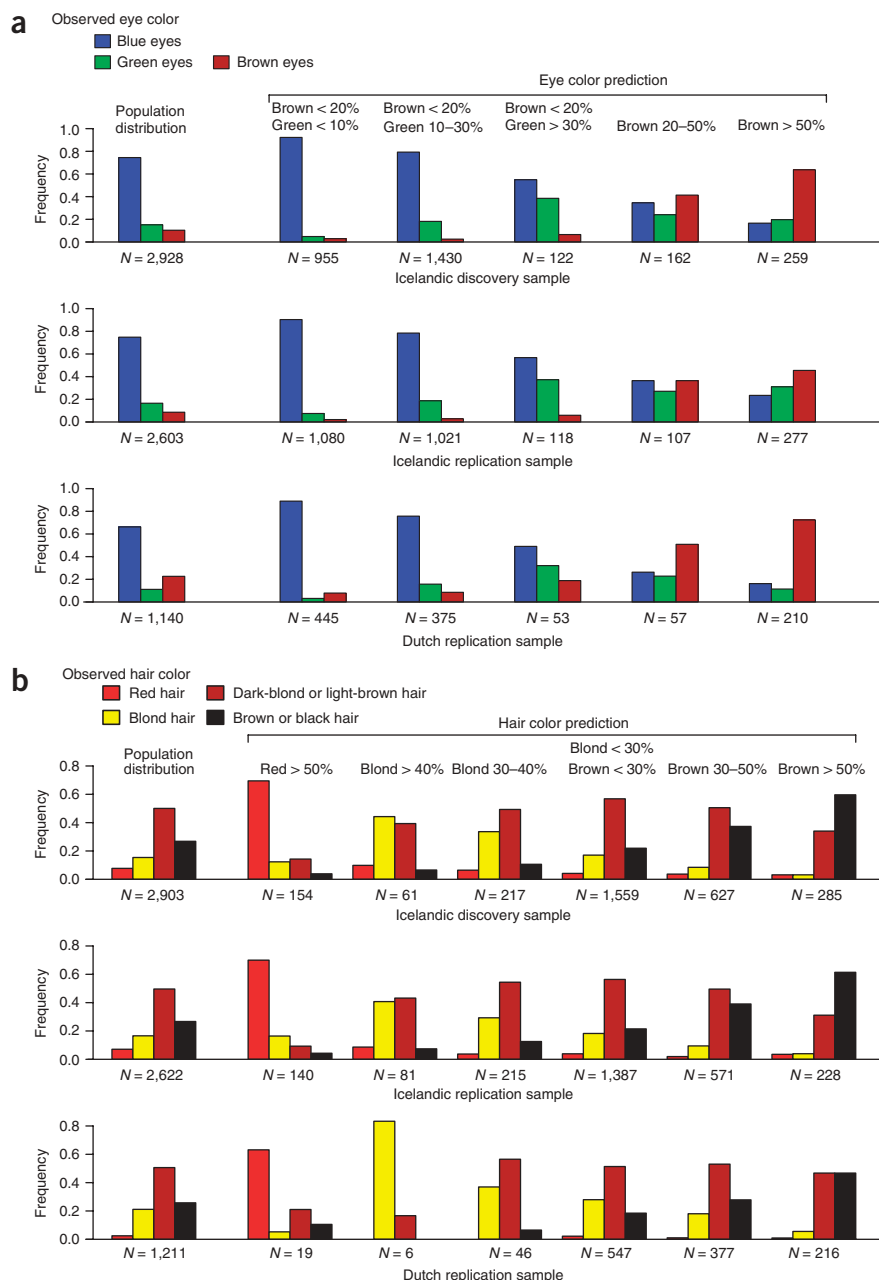 a
Observed eye color
Blue eyes
Green eyes Brown eyes
Eye color prediction
Population distribution
Brown < 20% Green < 10%
Brown < 20% Green 10–30%
Brown < 20% Green > 30%
Brown 20–50%
Brown > 50%
Frequency
1.0
0.8
0.6
0.4
0.2
0.0
N = 2,928 N = 955 N = 1,430 N = 122 N = 162 N = 259
Icelandic discovery sample
Frequency
1.0
0.8
0.6
0.4
0.2
0.0
N = 2,603 N = 1,080 N = 1,021 N = 118 N = 107 N = 277
Icelandic replication sample
Frequency
1.0
0.8
0.6
0.4
0.2
0.0
N = 1,140 N = 445 N = 375 N = 53 N = 57 N = 210
Dutch replication sample
b
Observed hair color
Red hair Dark-blond or light-brown hair
Blond hair Brown or black hair
Hair color prediction
Population distribution
Red > 50%
Blond > 40%
Blond 30–40%
Blond < 30% Brown < 30%
Brown 30–50%
Brown > 50%
Frequency
0.8
0.6
0.4
0.2
0.0
N = 2,903 N = 154 N = 61 N = 217 N = 1,559 N = 627 N = 285
Icelandic discovery sample
Frequency
0.8
0.6
0.4
0.2
0.0
N = 2,622 N = 140 N = 81 N = 215 N = 1,387 N = 571 N = 228
Icelandic replication sample
Frequency
0.8
0.6
0.4
0.2
0.0
N = 1,211 N = 19 N = 6 N = 46 N = 547 N = 377 N = 216
Dutch replication sample